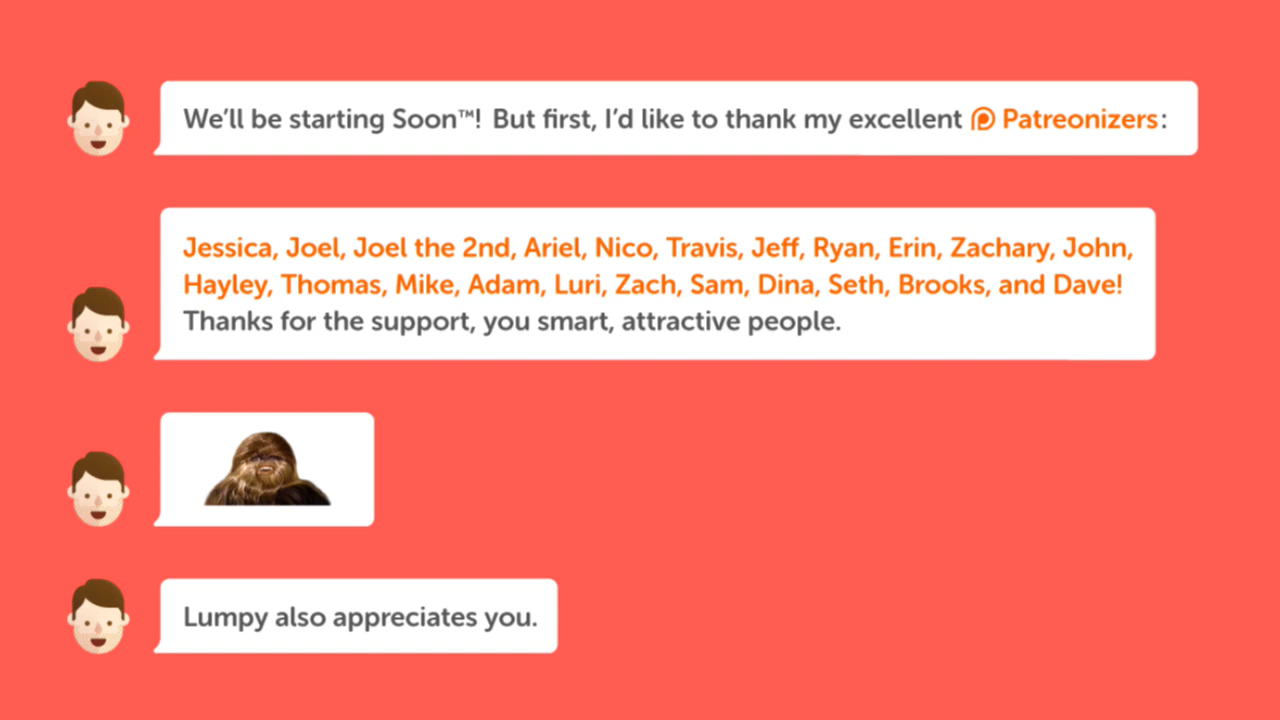 We’ll be starting Soon™! But first, I’d like to thank my excellent Patreonizers:
Jessica, Joel, Joel the 2nd, Ariel, Nico, Travis, Jeff, Ryan, Erin, Zachary, John,
Hayley, Thomas, Mike, Adam, Luri, Zach, Sam, Dina, Seth, Brooks, and Dave!
Thanks for the support, you smart, attractive people.
Lumpy also appreciates you.